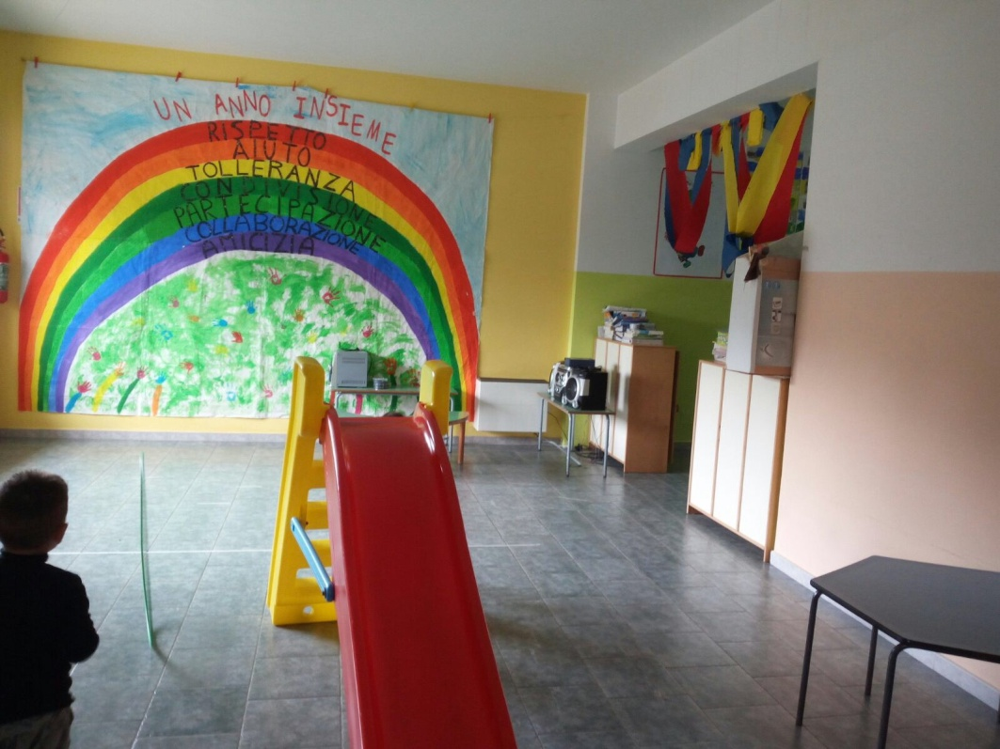 UN ANNO INSIEME
RISPETTO
AIUTO
TOLLERANZA
CONDIVISIONE
PARTECIPAZIONE
COLLABORAZIONE
AMICIZIA